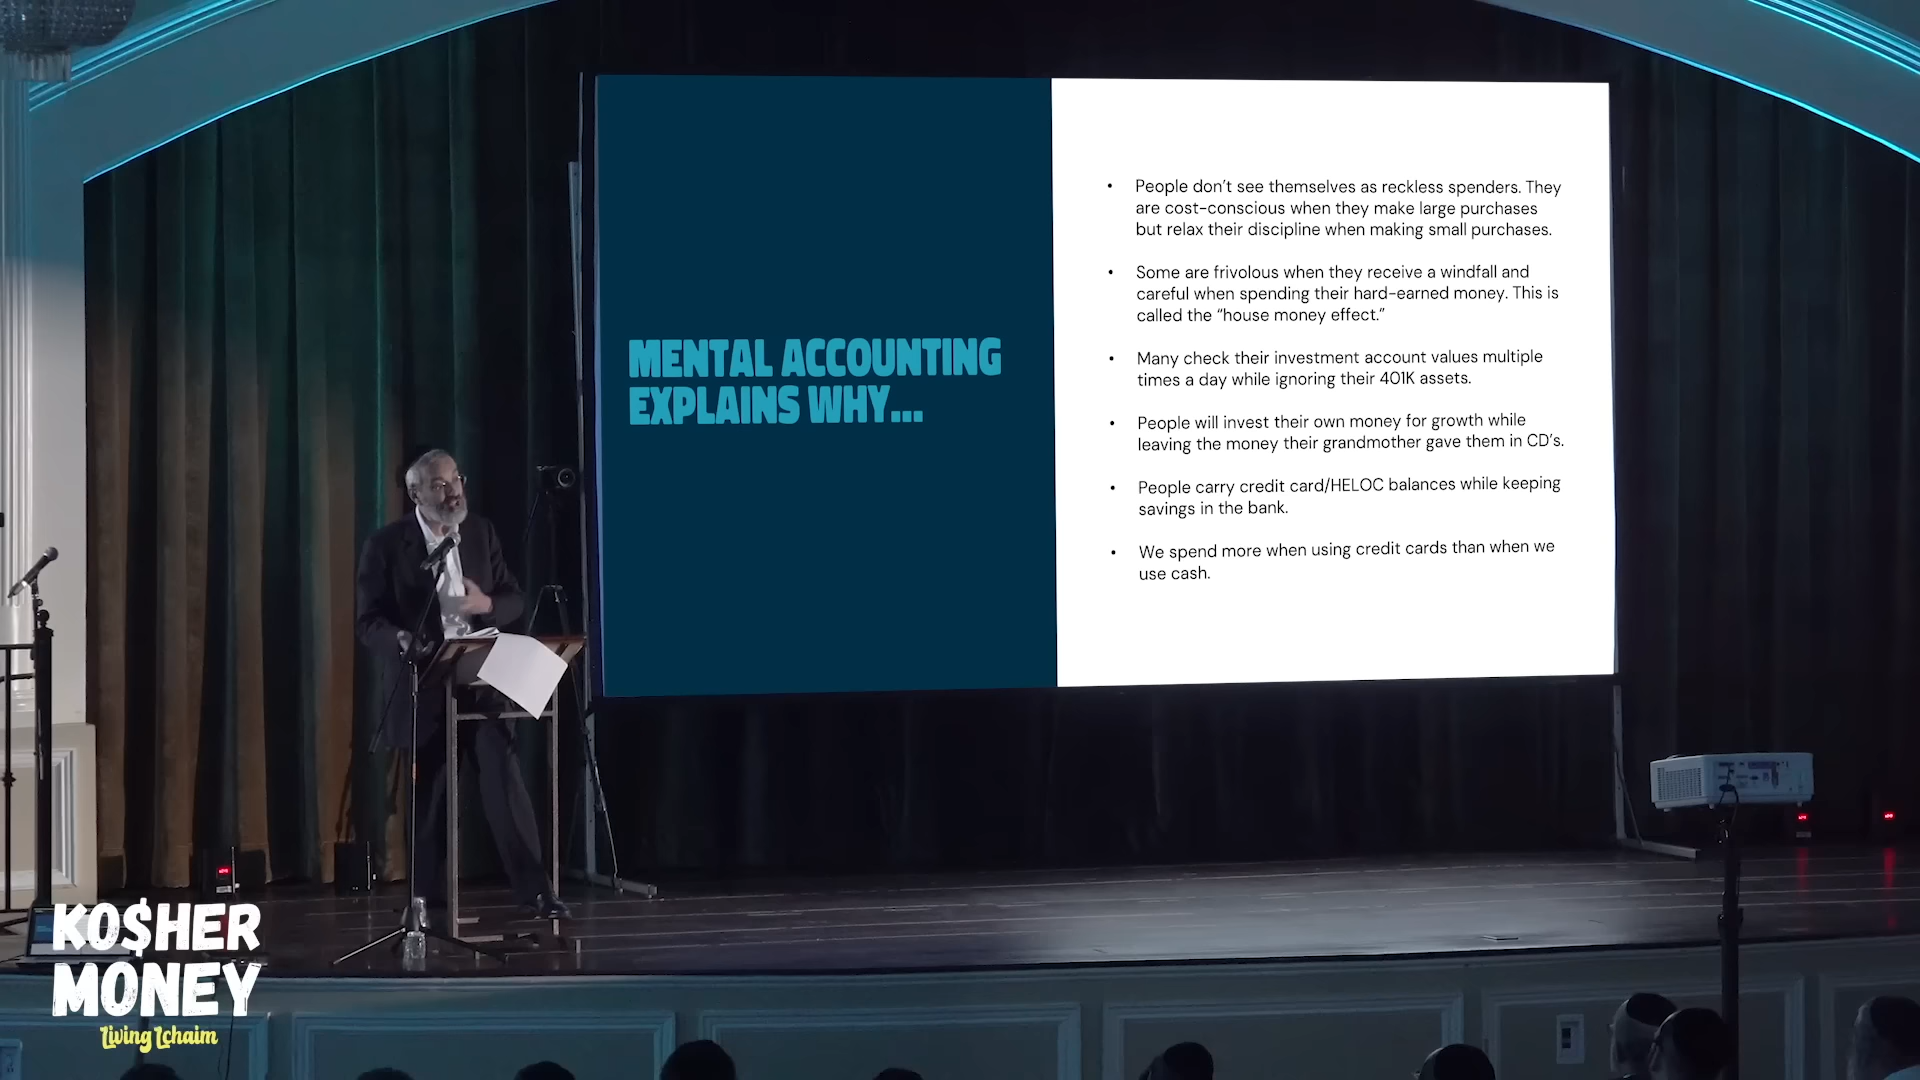 MENTAL ACCOUNTING
EXPLAINS WHY...
• People don’t see themselves as reckless spenders. They
are cost-conscious when they make large purchases
but relax their discipline when making small purchases.
• Some are frivolous when they receive a windfall and
careful when spending their hard-earned money. This is
called the “house money effect.”
• Many check their investment account values multiple
times a day while ignoring their 401K assets.
• People will invest their own money for growth while
leaving the money their grandmother gave them in CD’s.
• People carry credit card/HELOC balances while keeping
savings in the bank.
• We spend more when using credit cards than when we
use cash.
KO$HER
MONEY
Living Lchaim